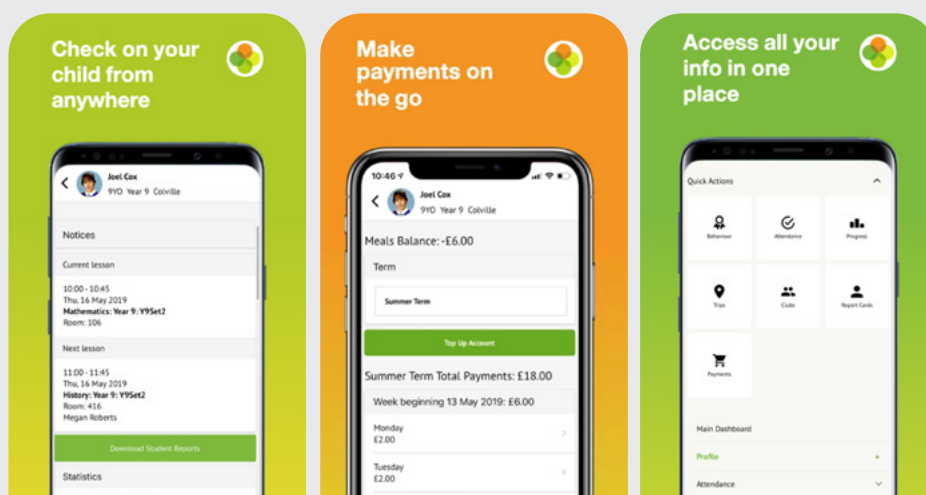 Check on your
child from
anywhere
Joel Cox
9YO Year 9 Colville
Notices
Current lesson
10:00 - 10:45
Thu, 16 May 2019
Mathematics: Year 9: Y9Set2
Room: 106
Next lesson
11:00 - 11:45
Thu, 16 May 2019
History: Year 9: Y9Set2
Room: 416
Megan Roberts
Download Student Reports
Statistics
Make
payments on
the go
10:46
Joel Cox
9YO Year 9 Colville
Meals Balance: -£6.00
Term
Summer Term
Top Up Account
Summer Term Total Payments: £18.00
Week beginning 13 May 2019: £6.00
Monday
£2.00
Tuesday
£2.00
Access all your
info in one
place
Quick Actions
Behaviour
Attendance
Progress
Trips
Clubs
Report Cards
Payments
Main Dashboard
Profile
Attendance